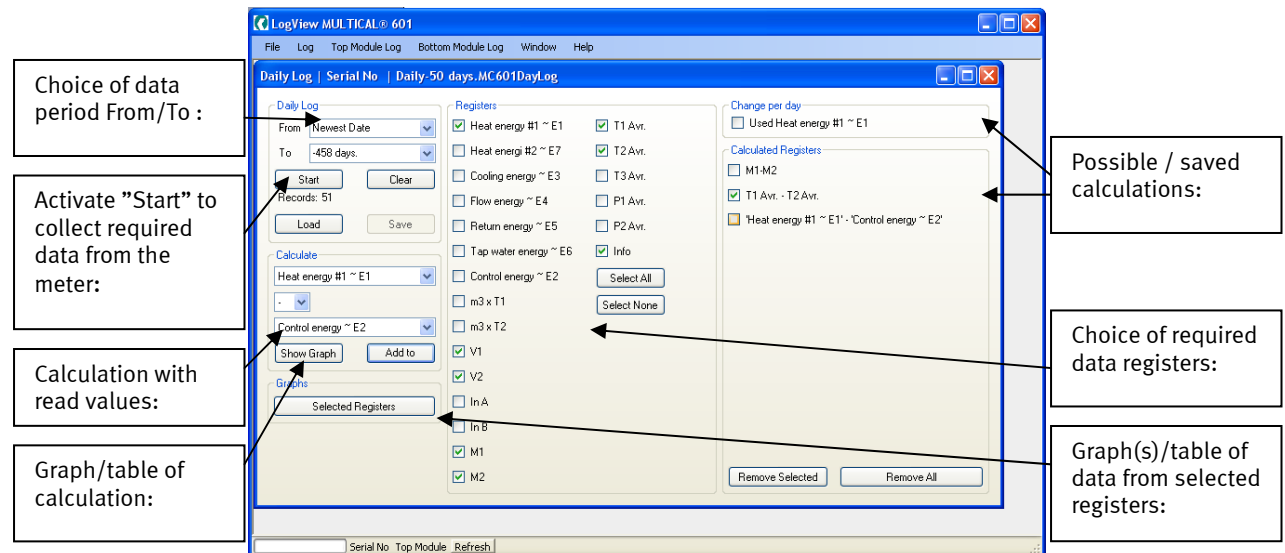 LogView MULTICAL® 601
File Log Top Module Log Bottom Module Log Window Help
Daily Log | Serial No | Daily-50 days.MC601DayLog
Choice of data
period From/To :
Activate ”Start” to
collect required
data from the
meter:
Calculation with
read values:
Graph/table of
calculation:
Daily Log
From Newest Date
To -458 days.
Start Clear
Records: 51
Load Save
Calculate
Heat energy #1 ~ E1
-
Control energy ~ E2
Show Graph Add to
Graphs
Selected Registers
Registers
Heat energy #1 ~ E1
Heat energi #2 ~ E7
Cooling energy ~ E3
Flow energy ~ E4
Return energy ~ E5
Tap water energy ~ E6
Control energy ~ E2
m3 x T1
m3 x T2
V1
V2
In A
In B
M1
M2
T1 Avr.
T2 Avr.
T3 Avr.
P1 Avr.
P2 Avr.
Info
Select All
Select None
Change per day
Used Heat energy #1 ~ E1
Calculated Registers
M1-M2
T1 Avr. - T2 Avr.
'Heat energy #1 ~ E1' - 'Control energy ~ E2'
Remove Selected Remove All
Possible / saved
calculations:
Choice of required
data registers:
Graph(s)/table of
data from selected
registers:
Serial No Top Module Refresh